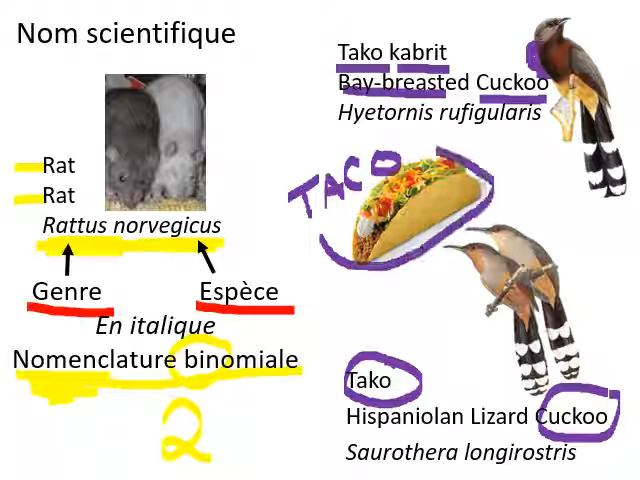 Nom scientifique
Rat
Rat
Rattus norvegicus
Genre Espèce
En italique
Nomenclature binomiale
2
Tako kabrit
Bay-breasted Cuckoo
Hyetornis rufigularis
TACO
Tako
Hispaniolan Lizard Cuckoo
Saurothera longirostris